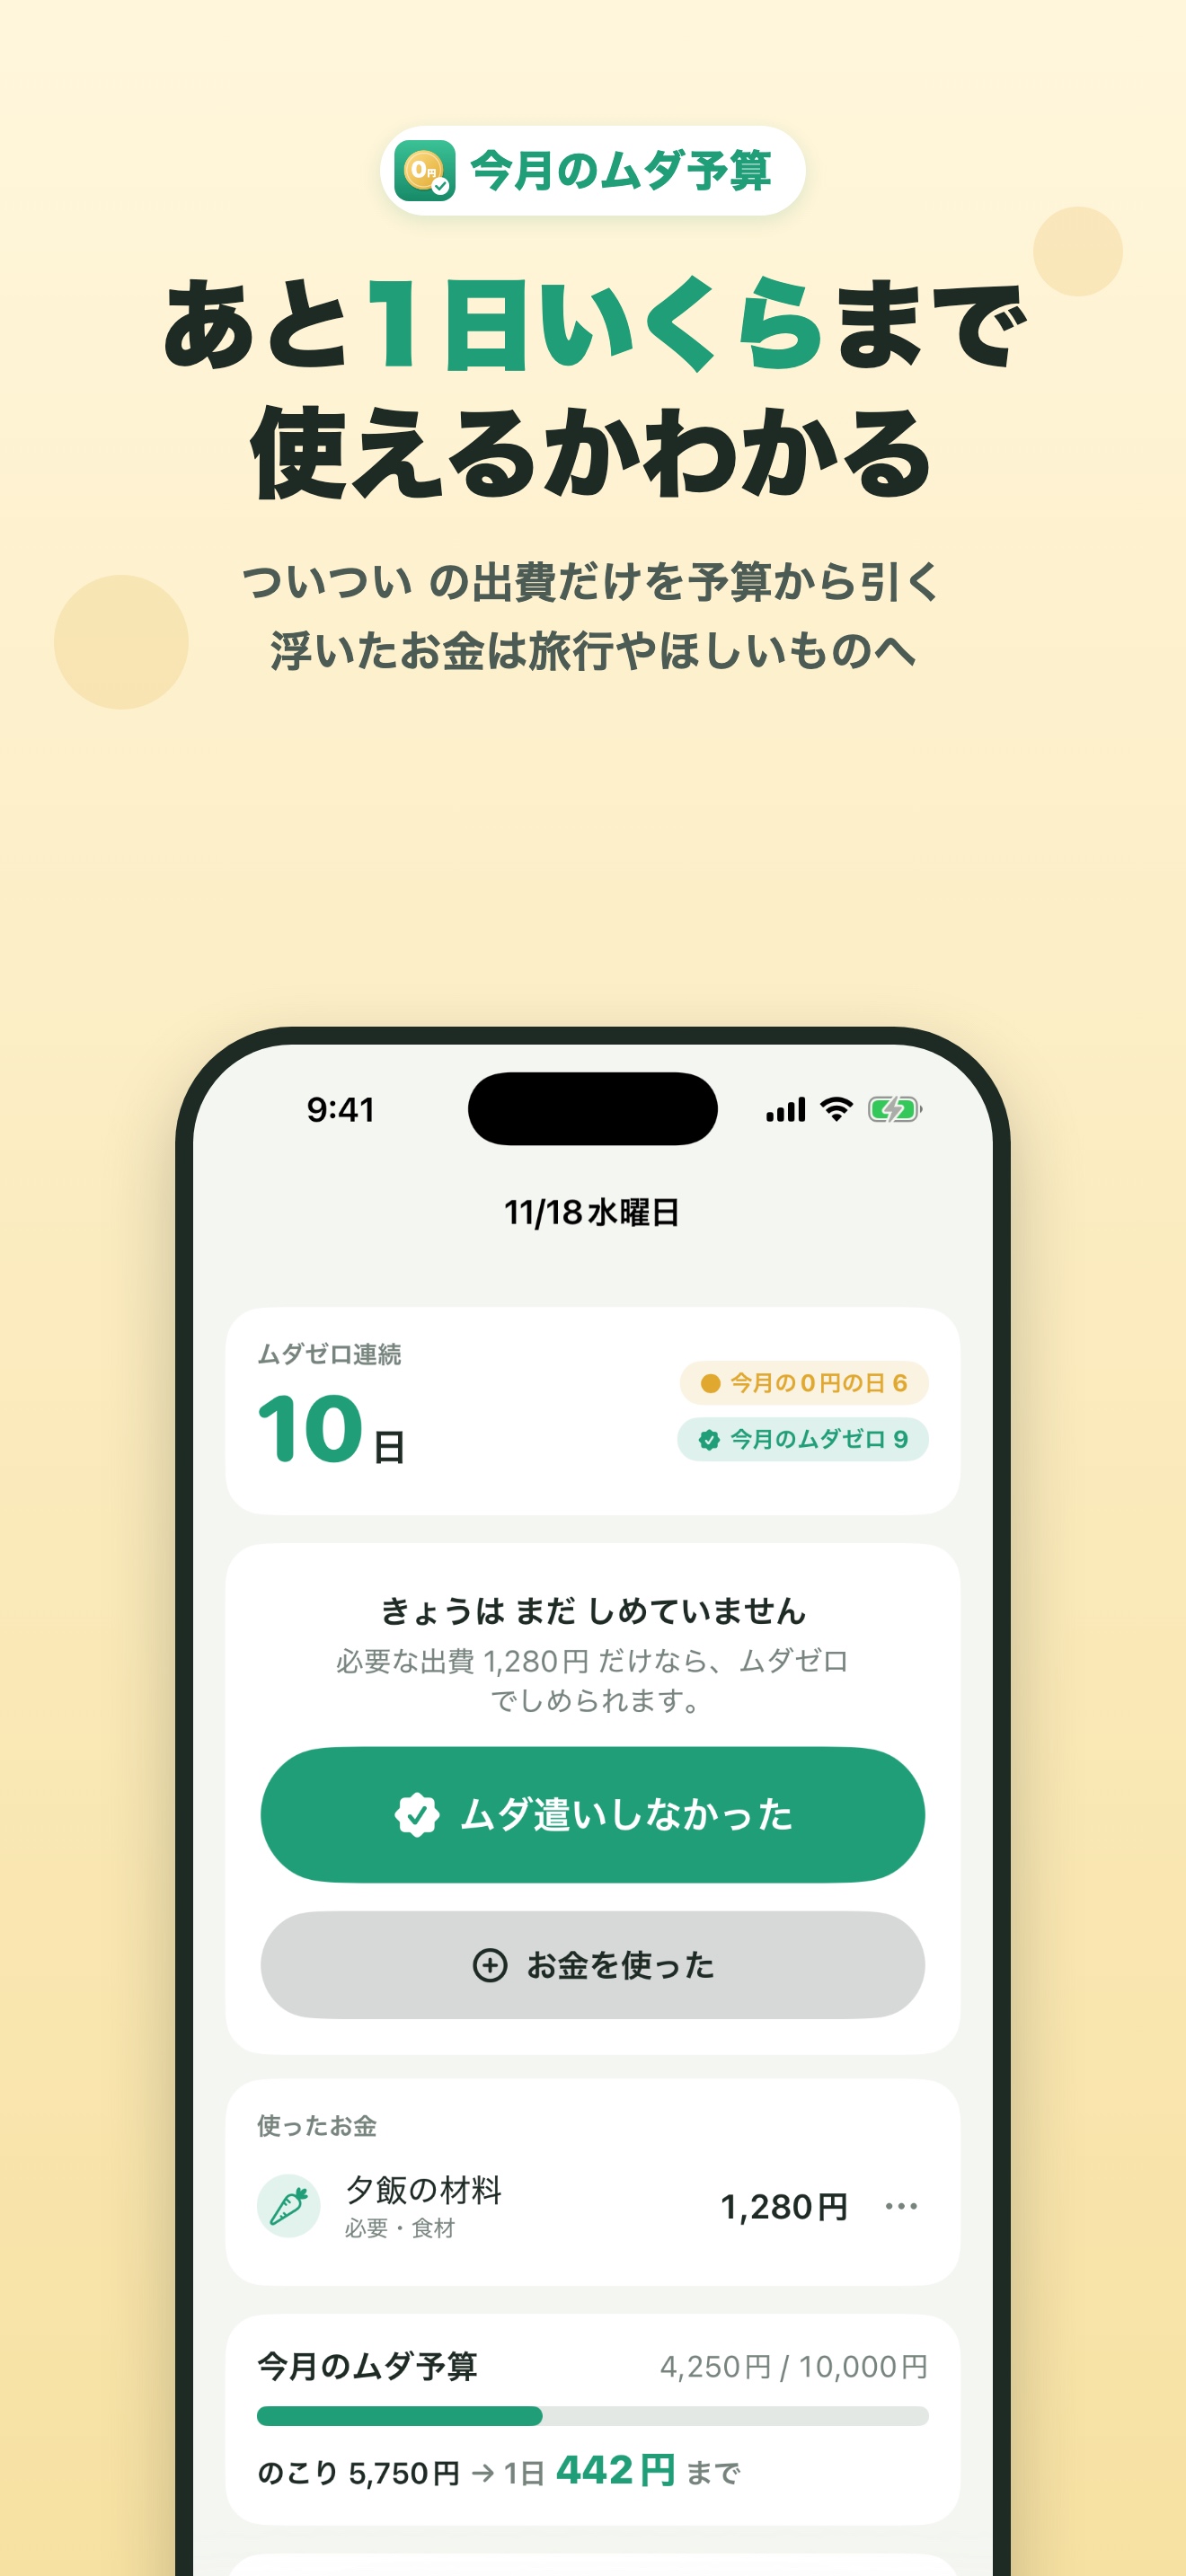 0円
今月のムダ予算
あと1日いくらまで
使えるかわかる
ついつい の出費だけを予算から引く
浮いたお金は旅行やほしいものへ
9:41
11/18水曜日
ムダゼロ連続
10日
今月の0円の日 6
今月のムダゼロ 9
きょうは まだ しめていません
必要な出費 1,280円 だけなら、ムダゼロ
でしめられます。
ムダ遣いしなかった
お金を使った
使ったお金
夕飯の材料
必要・食材
1,280円
今月のムダ予算
4,250円 / 10,000円
のこり 5,750円 → 1日 442円 まで